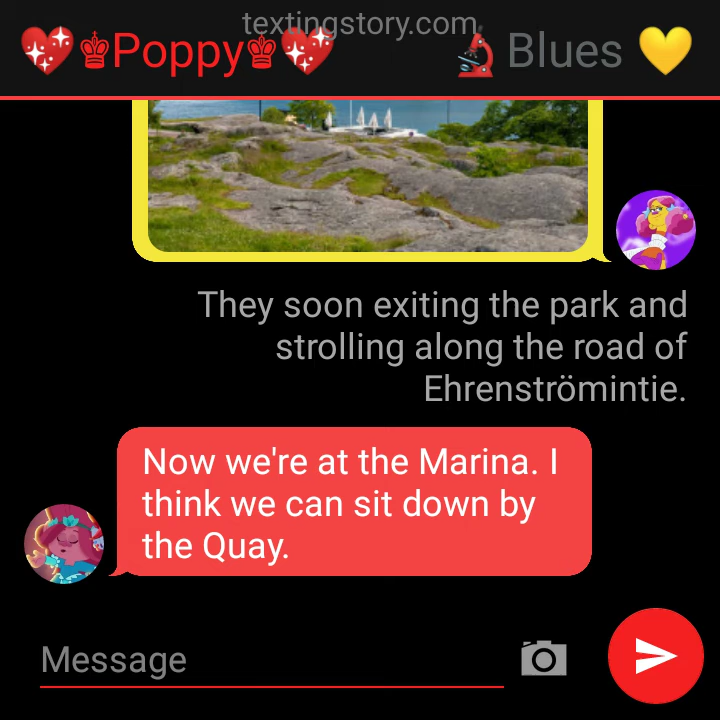 textingstory.com
💖♚Poppy♚💖
🔬 Blues 💛
They soon exiting the park and
strolling along the road of
Ehrenströmintie.
Now we're at the Marina. I
think we can sit down by
the Quay.
Message